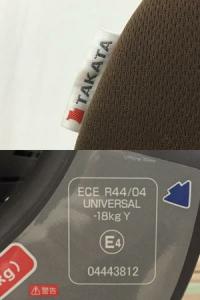 TAKATA
ECE R44/04
UNIVERSAL
-18kg Y
E4
04443812
kg)
警告